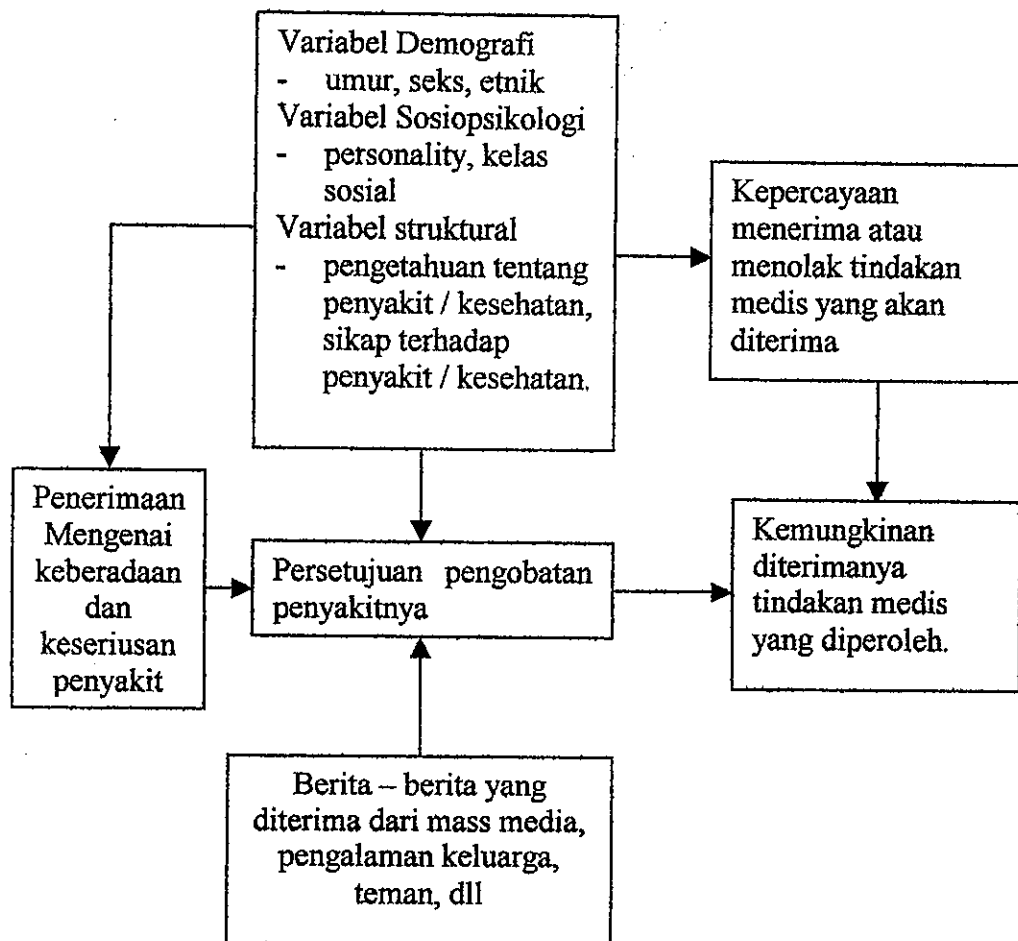 Variabel Demografi
- umur, seks, etnik
Variabel Sosiopsikologi
- personality, kelas
sosial
Variabel struktural
- pengetahuan tentang
penyakit / kesehatan,
sikap terhadap
penyakit / kesehatan.
Kepercayaan
menerima atau
menolak tindakan
medis yang akan
diterima
Penerimaan
Mengenai
keberadaan
dan
keseriusan
penyakit
Persetujuan pengobatan
penyakitnya
Kemungkinan
diterimanya
tindakan medis
yang diperoleh.
Berita – berita yang
diterima dari mass media,
pengalaman keluarga,
teman, dll